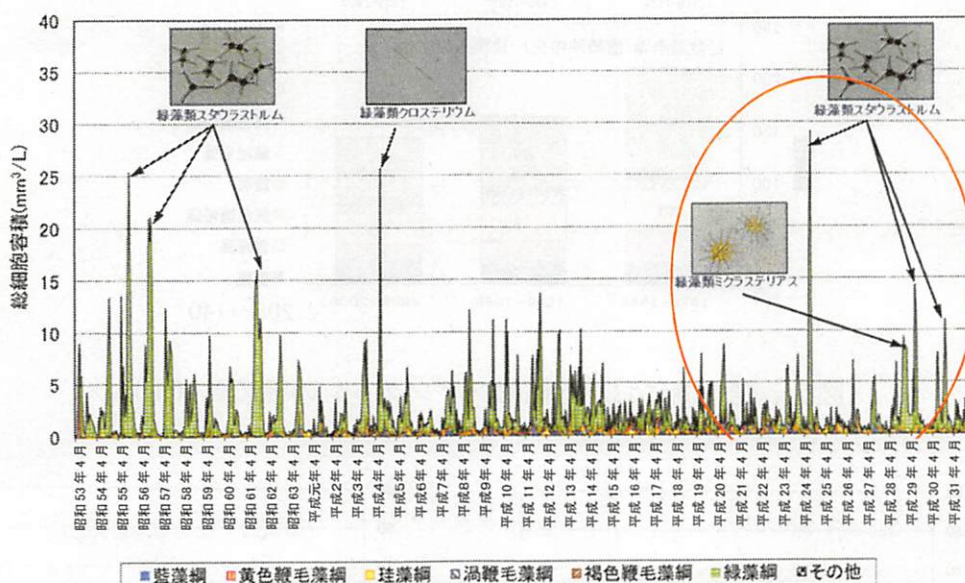 40
35
30
25
20
15
10
5
0
総細胞容積(mm³/L)
緑藻類スタウラストルム
緑藻類クロステリウム
緑藻類スタウラストルム
緑藻類ミクラステリアス
昭和53年4月
昭和54年4月
昭和55年4月
昭和56年4月
昭和57年4月
昭和58年4月
昭和59年4月
昭和60年4月
昭和61年4月
昭和62年4月
昭和63年4月
平成元年4月
平成2年4月
平成3年4月
平成4年4月
平成5年4月
平成6年4月
平成7年4月
平成8年4月
平成9年4月
平成10年4月
平成11年4月
平成12年4月
平成13年4月
平成14年4月
平成15年4月
平成16年4月
平成17年4月
平成18年4月
平成19年4月
平成20年4月
平成21年4月
平成22年4月
平成23年4月
平成24年4月
平成25年4月
平成26年4月
平成27年4月
平成28年4月
平成29年4月
平成30年4月
平成31年4月
藍藻綱 黄色鞭毛藻綱 珪藻綱 渦鞭毛藻綱 褐色鞭毛藻綱 緑藻綱 その他